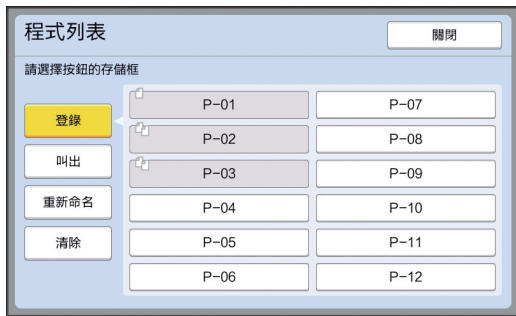 程式列表
關閉
請選擇按鈕的存儲框
登錄
叫出
重新命名
清除
P-01
P-02
P-03
P-04
P-05
P-06
P-07
P-08
P-09
P-10
P-11
P-12